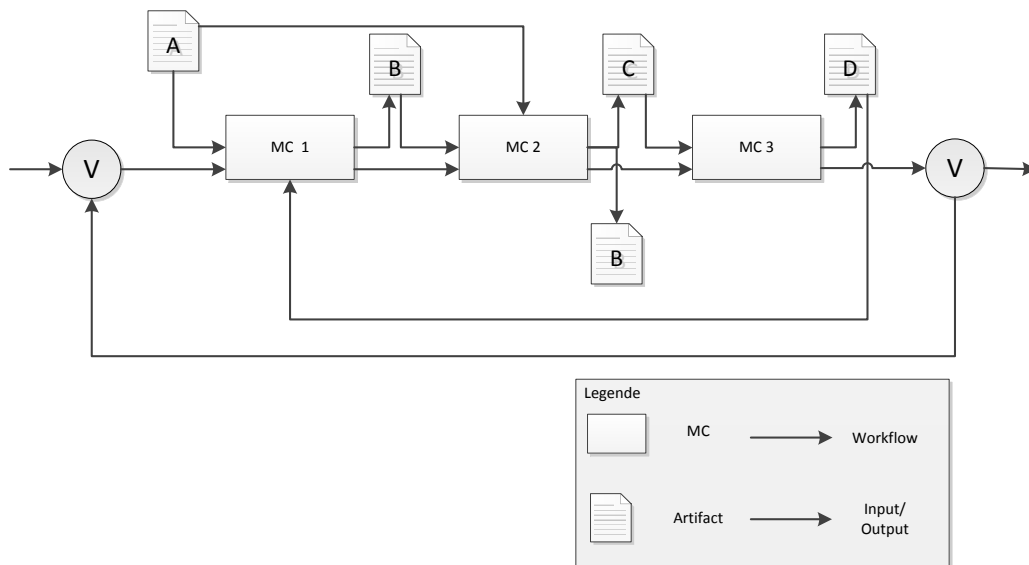 A
B
C
D
V
MC 1
MC 2
MC 3
V
B
Legende
MC
Workflow
Artifact
Input/
Output